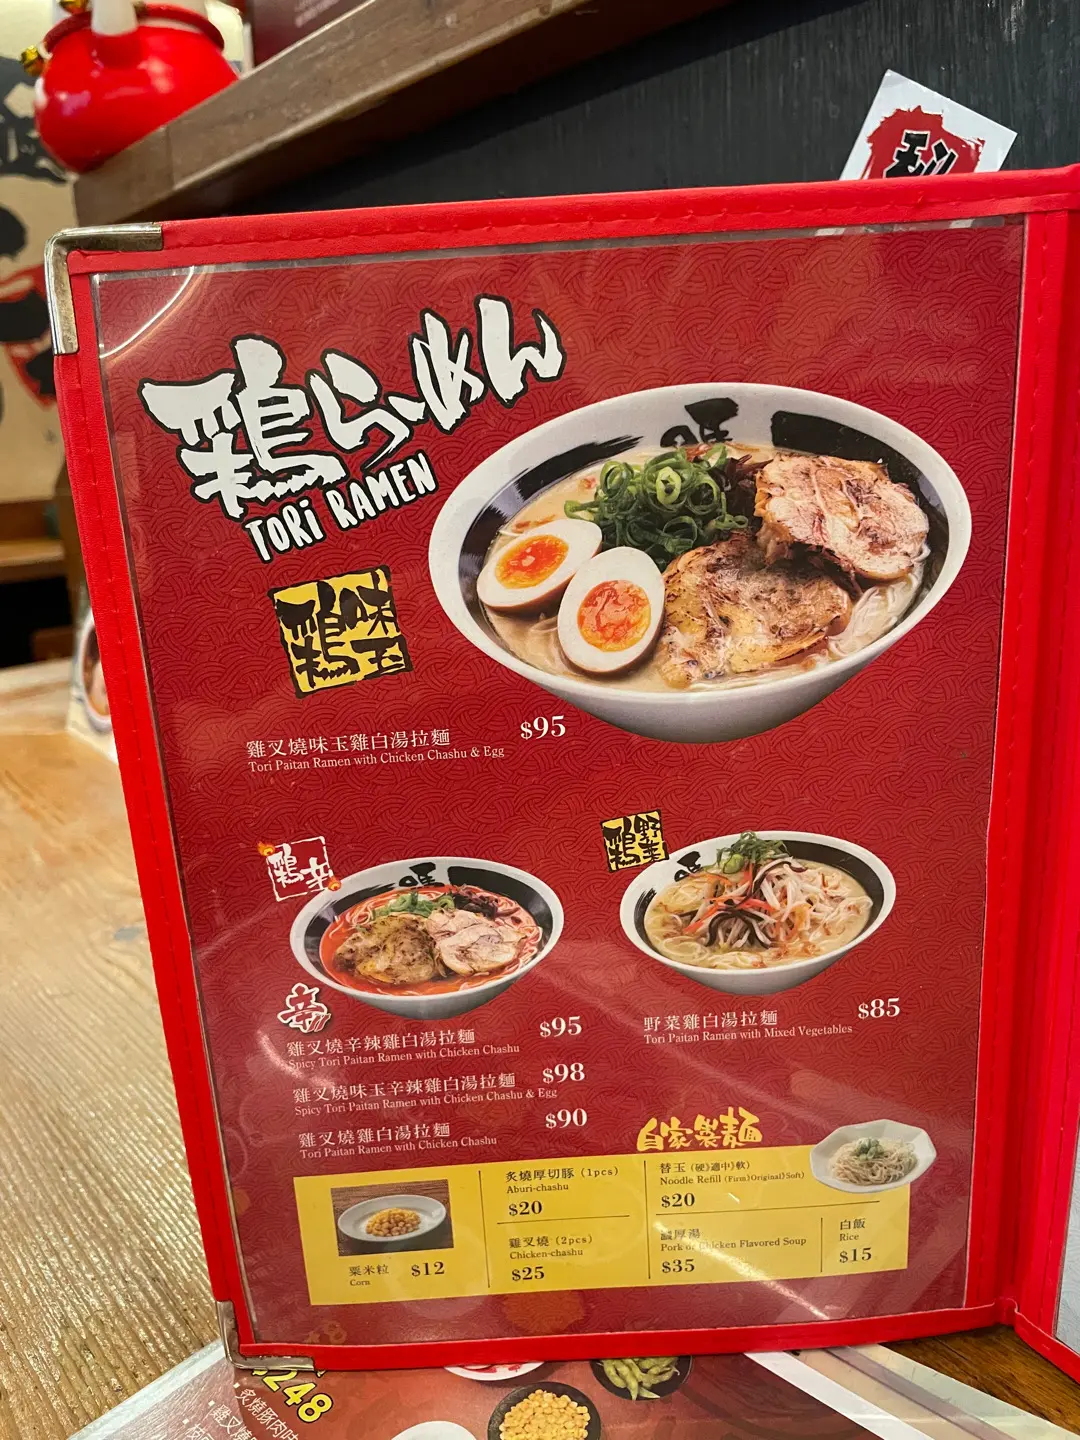 鶏らーめん
TORi RAMEN
鶏味玉
雞叉燒味玉雞白湯拉麵 $95
Tori Paitan Ramen with Chicken Chashu & Egg
鶏辛
鶏野菜
辛
雞叉燒辛辣雞白湯拉麵 $95
Spicy Tori Paitan Ramen with Chicken Chashu
雞叉燒味玉辛辣雞白湯拉麵 $98
Spicy Tori Paitan Ramen with Chicken Chashu & Egg
雞叉燒雞白湯拉麵 $90
Tori Paitan Ramen with Chicken Chashu
野菜雞白湯拉麵 $85
Tori Paitan Ramen with Mixed Vegetables
自家製麵
粟米粒 $12
Corn
炙燒厚切豚 (1pcs)
Aburi-chashu
$20
雞叉燒 (2pcs)
Chicken-chashu
$25
替玉 (硬》適中》軟)
Noodle Refill (Firm》Original》Soft)
$20
濃厚湯
Pork or Chicken Flavored Soup
$35
白飯
Rice
$15
248